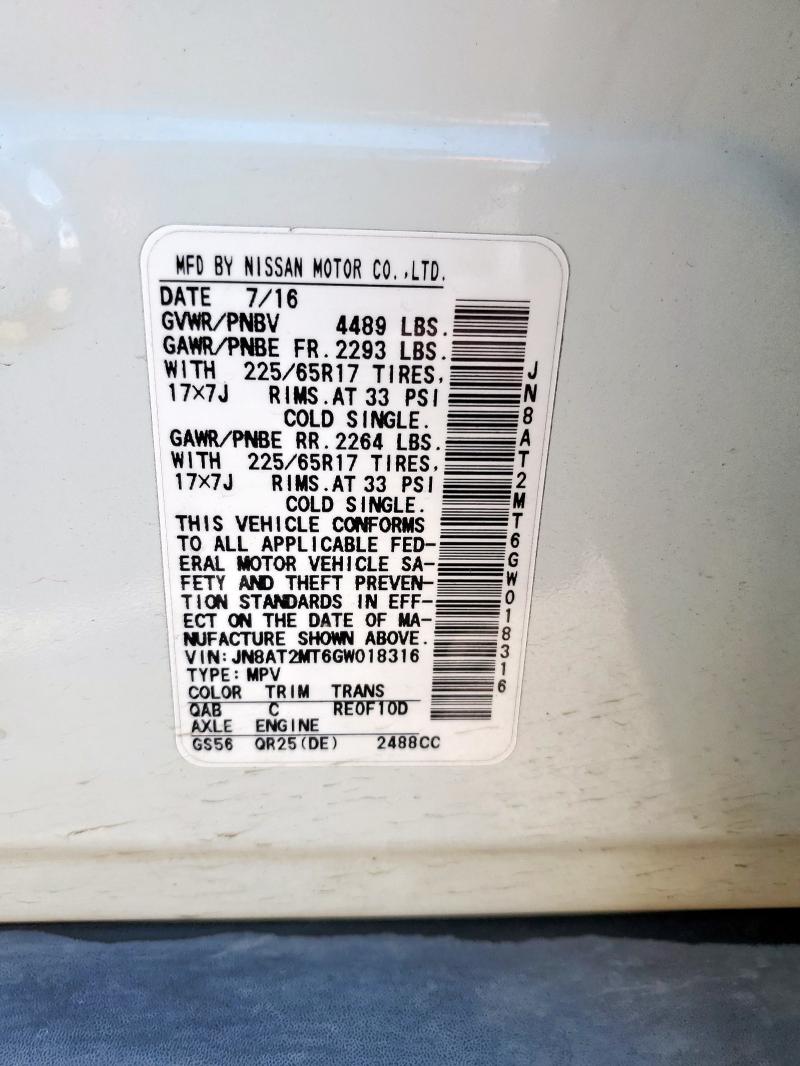 MFD BY NISSAN MOTOR CO.,LTD.
DATE 7/16
GVWR/PNBV 4489 LBS.
GAWR/PNBE FR.2293 LBS.
WITH 225/65R17 TIRES,
17×7J RIMS.AT 33 PSI
COLD SINGLE.
GAWR/PNBE RR.2264 LBS.
WITH 225/65R17 TIRES,
17×7J RIMS.AT 33 PSI
COLD SINGLE.
THIS VEHICLE CONFORMS
TO ALL APPLICABLE FED-
ERAL MOTOR VEHICLE SA-
FETY AND THEFT PREVEN-
TION STANDARDS IN EFF-
ECT ON THE DATE OF MA-
NUFACTURE SHOWN ABOVE.
VIN:JN8AT2MT6GW018316
TYPE:MPV
COLOR TRIM TRANS
QAB C RE0F10D
AXLE ENGINE
GS56 QR25(DE) 2488CC
JN8AT2MT6GW018316